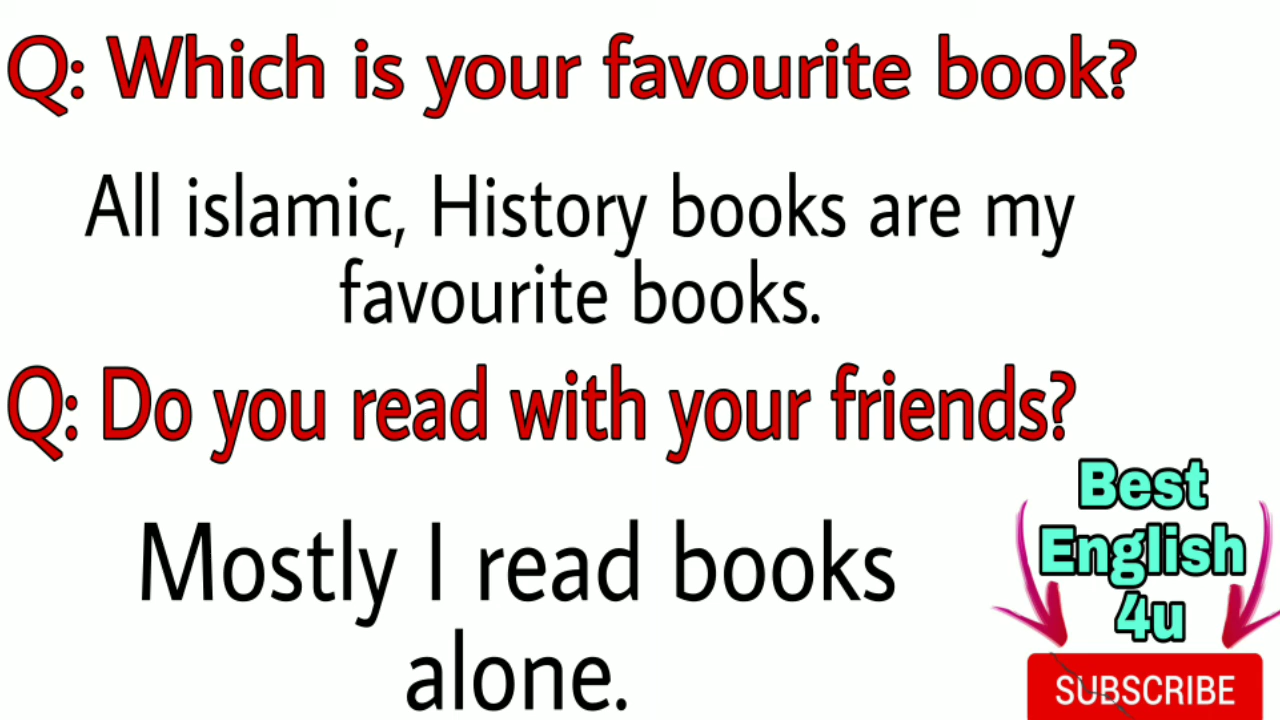 Q: Which is your favourite book?
All islamic, History books are my
favourite books.
Q: Do you read with your friends?
Mostly I read books
alone.
Best
English
4u
SUBSCRIBE